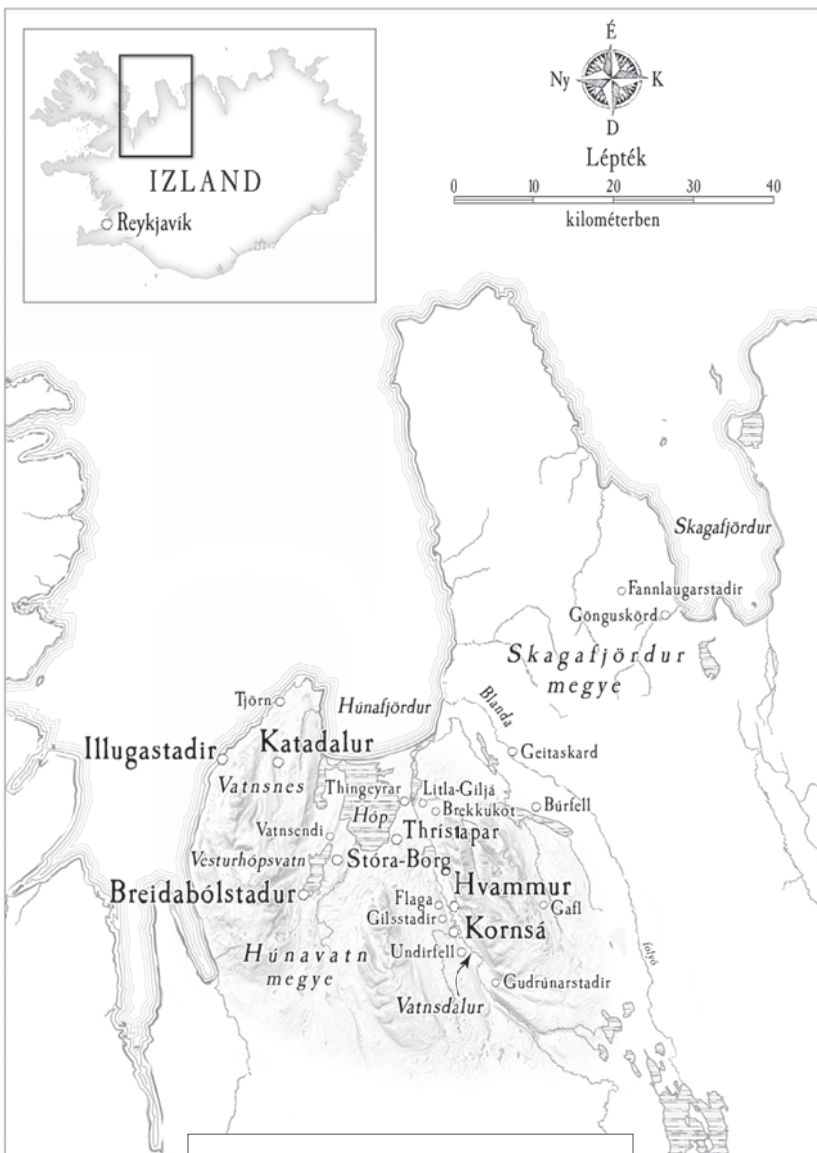 É
Ny
K
D
Lépték
0
10
20
30
40
kilométerben
IZLAND
Reykjavík
Skagafjördur
Fannlaugarstadir
Gönguskörd
Skagafjördur
megye
Tjörn
Húnafjördur
Blanda
Illugastadir
Katadalur
Geitaskard
Vatnsnes
Thingeyrar
Litla-Giljá
Brekkukot
Búrfell
Hóp
Vatnsendi
Thrístapar
Vesturhópsvatn
Stóra-Borg
Breidabólstadur
Hvammur
Flaga
Gafl
Gilsstadir
Kornsá
Húnavatn
megye
Undirfell
folyó
Gudrúnarstadir
Vatnsdalur